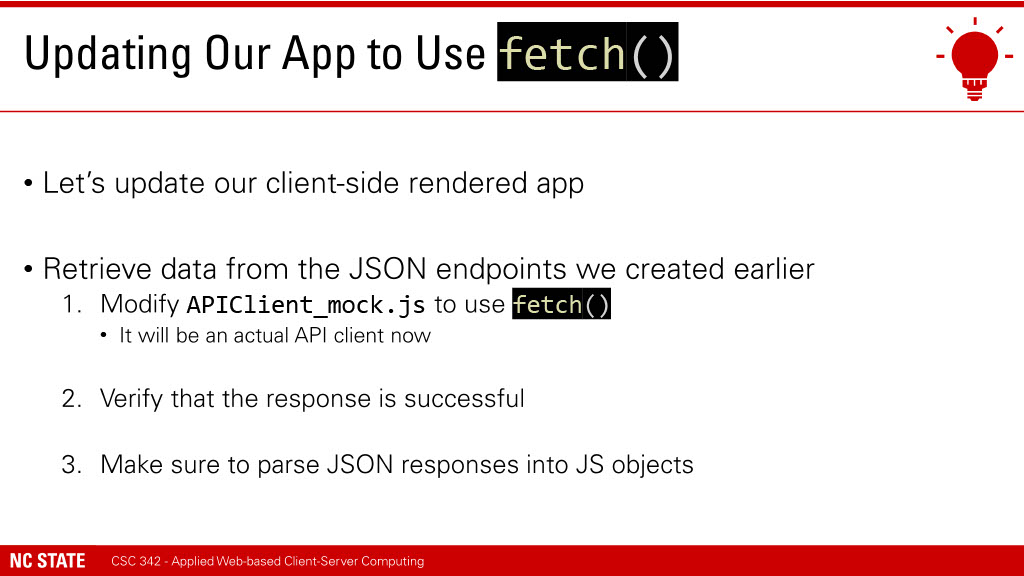 Updating Our App to Use fetch()
• Let’s update our client-side rendered app
• Retrieve data from the JSON endpoints we created earlier
1. Modify APIClient_mock.js to use fetch()
• It will be an actual API client now
2. Verify that the response is successful
3. Make sure to parse JSON responses into JS objects
NC STATE CSC 342 - Applied Web-based Client-Server Computing